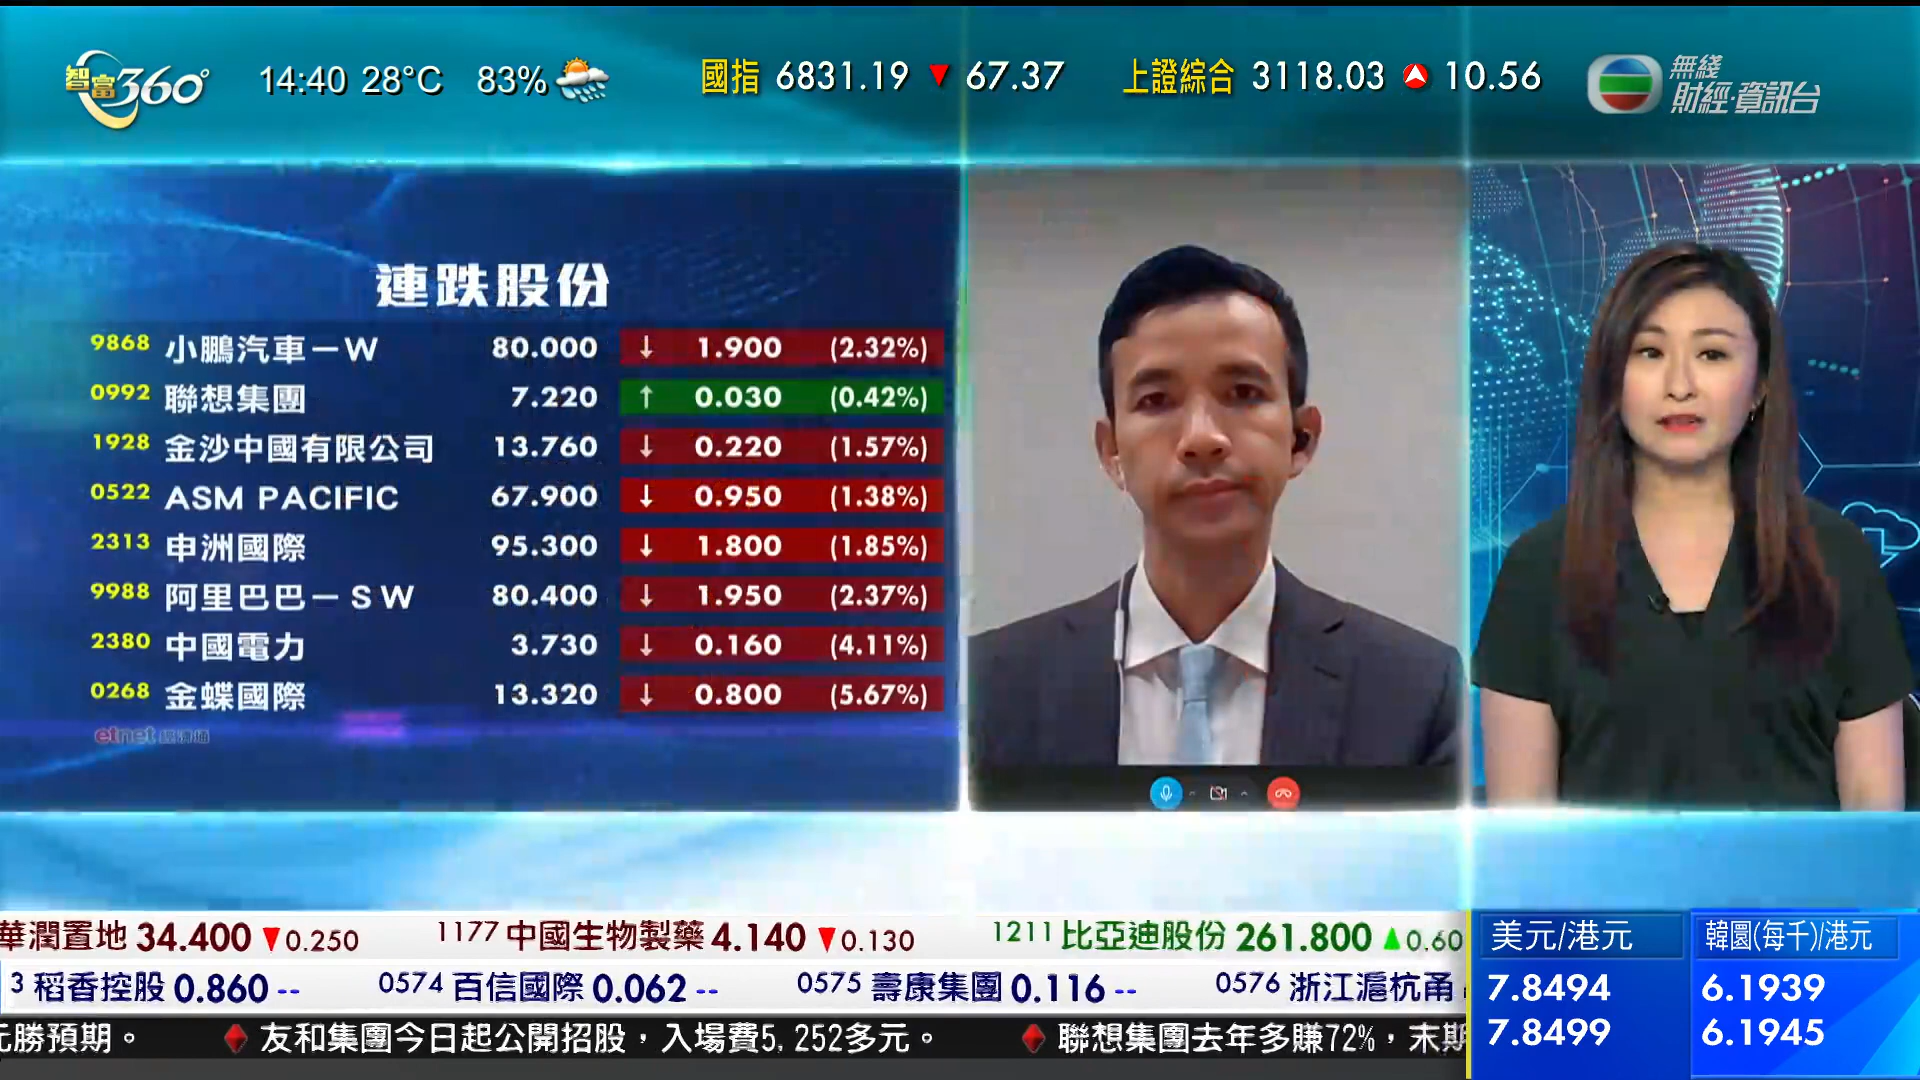 智富360°
14:40 28°C 83%
國指 6831.19 ▼ 67.37
上證綜合 3118.03 ▲ 10.56
無綫
財經·資訊台
連跌股份
9868 小鵬汽車－W 80.000 ↓ 1.900 (2.32%)
0992 聯想集團 7.220 ↑ 0.030 (0.42%)
1928 金沙中國有限公司 13.760 ↓ 0.220 (1.57%)
0522 ASM PACIFIC 67.900 ↓ 0.950 (1.38%)
2313 申洲國際 95.300 ↓ 1.800 (1.85%)
9988 阿里巴巴－ＳＷ 80.400 ↓ 1.950 (2.37%)
2380 中國電力 3.730 ↓ 0.160 (4.11%)
0268 金蝶國際 13.320 ↓ 0.800 (5.67%)
etnet 經濟通
華潤置地 34.400 ▼0.250 1177 中國生物製藥 4.140 ▼0.130 1211 比亞迪股份 261.800 ▲0.60
3 稻香控股 0.860 -- 0574 百信國際 0.062 -- 0575 壽康集團 0.116 -- 0576 浙江滬杭甬
元勝預期。 ◆ 友和集團今日起公開招股，入場費5,252多元。 ◆ 聯想集團去年多賺72%，末期
美元/港元
7.8494
7.8499
韓圜(每千)/港元
6.1939
6.1945